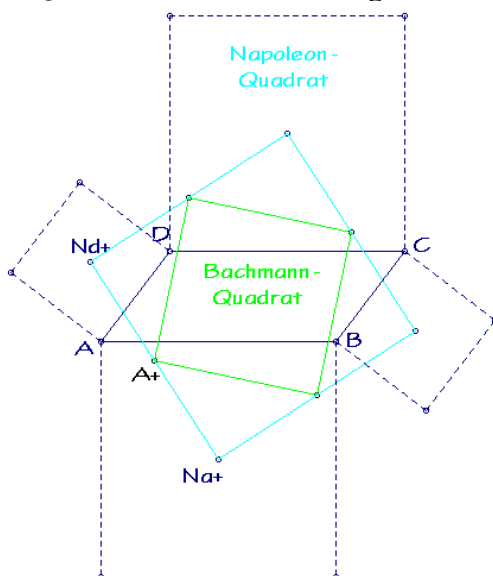 Napoleon-
Quadrat
D
Nd+
C
Bachmann-
Quadrat
A
B
A+
Na+